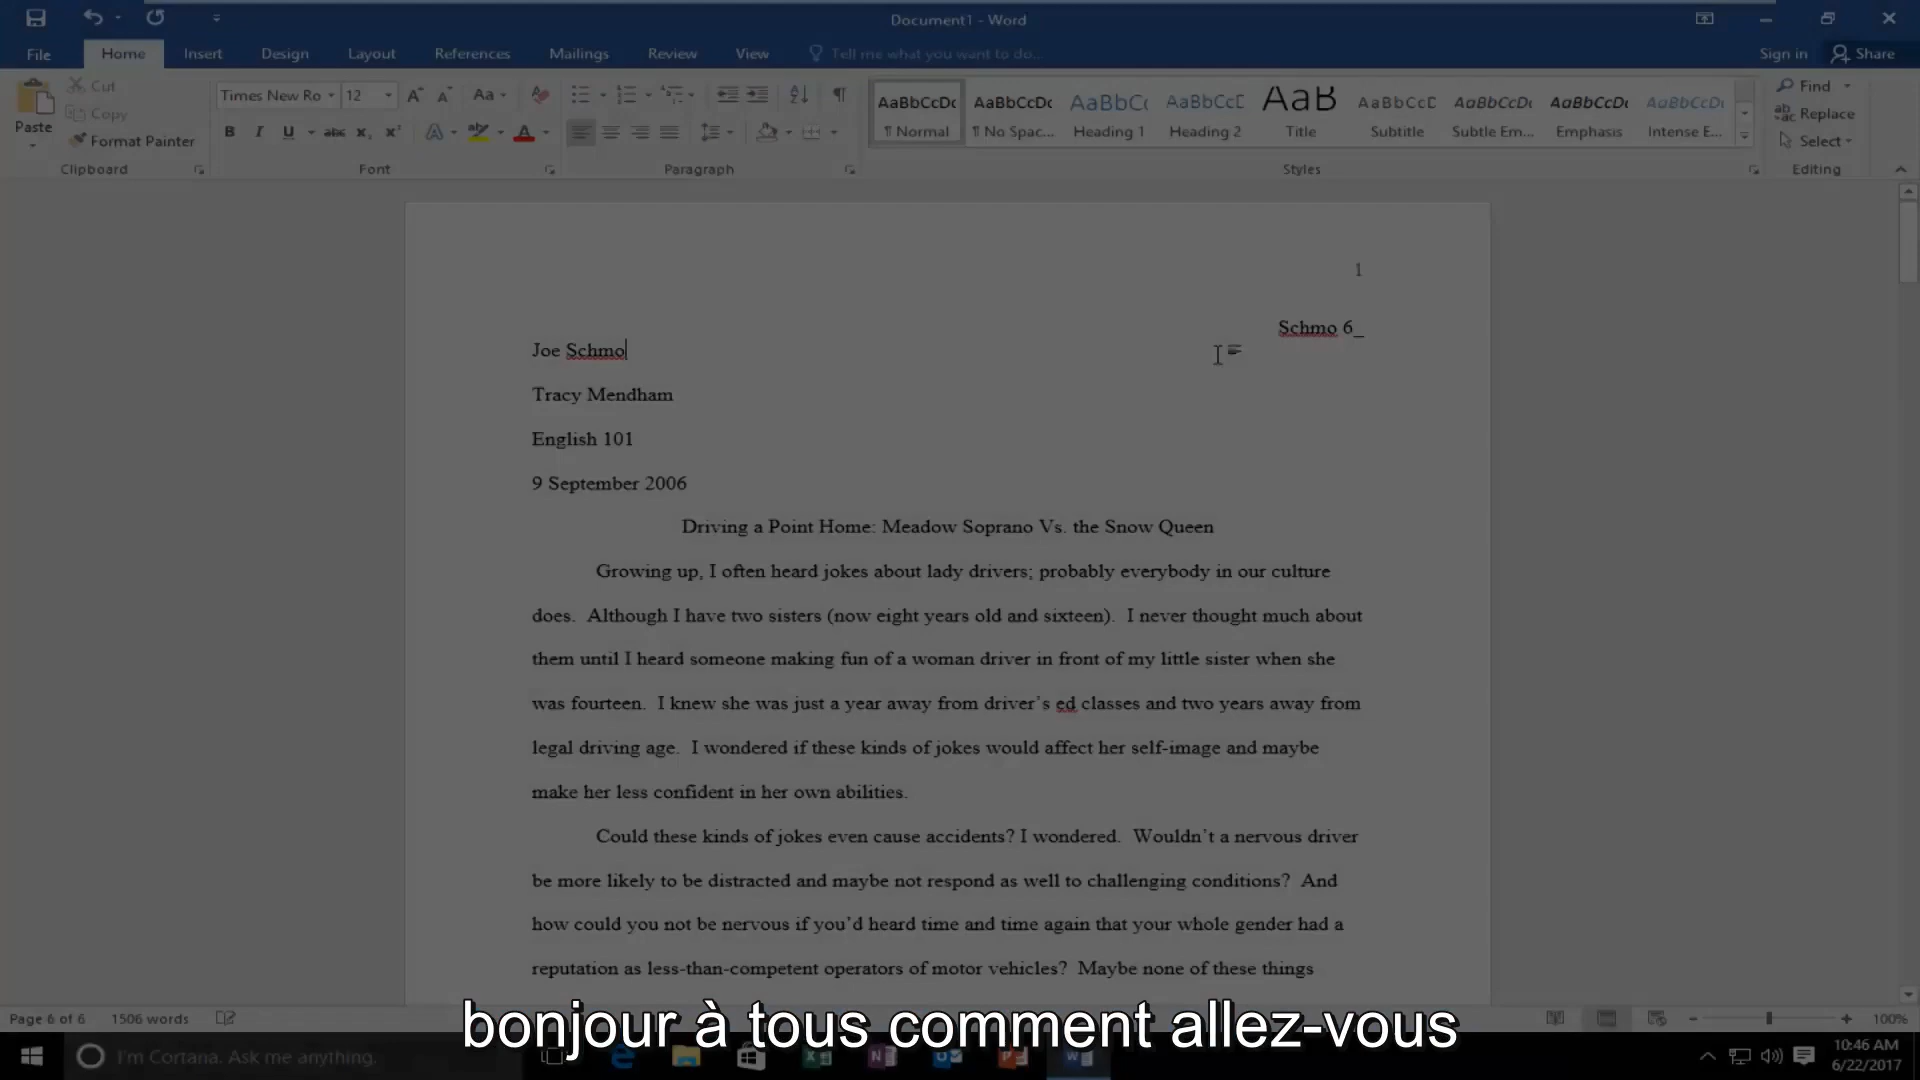 Document1 - Word
File Home Insert Design Layout References Mailings Review View Tell me what you want to do... Sign in Share
Paste
Cut
Copy
Format Painter
Clipboard
Times New Ro 12
Font
Paragraph
AaBbCcDc AaBbCcDc AaBbC( AaBbCcE AaB AaBbCcC AaBbCcDc AaBbCcDc AaBbCcDc
¶ Normal ¶ No Spac... Heading 1 Heading 2 Title Subtitle Subtle Em... Emphasis Intense E...
Styles
Find
Replace
Select
Editing
1
Schmo 6_
Joe Schmo
Tracy Mendham
English 101
9 September 2006
Driving a Point Home: Meadow Soprano Vs. the Snow Queen
Growing up, I often heard jokes about lady drivers; probably everybody in our culture
does. Although I have two sisters (now eight years old and sixteen). I never thought much about
them until I heard someone making fun of a woman driver in front of my little sister when she
was fourteen. I knew she was just a year away from driver’s ed classes and two years away from
legal driving age. I wondered if these kinds of jokes would affect her self-image and maybe
make her less confident in her own abilities.
Could these kinds of jokes even cause accidents? I wondered. Wouldn’t a nervous driver
be more likely to be distracted and maybe not respond as well to challenging conditions? And
how could you not be nervous if you’d heard time and time again that your whole gender had a
reputation as less-than-competent operators of motor vehicles? Maybe none of these things
bonjour à tous comment allez-vous
Page 6 of 6 1506 words 100%
I'm Cortana. Ask me anything.
10:46 AM
6/22/2017